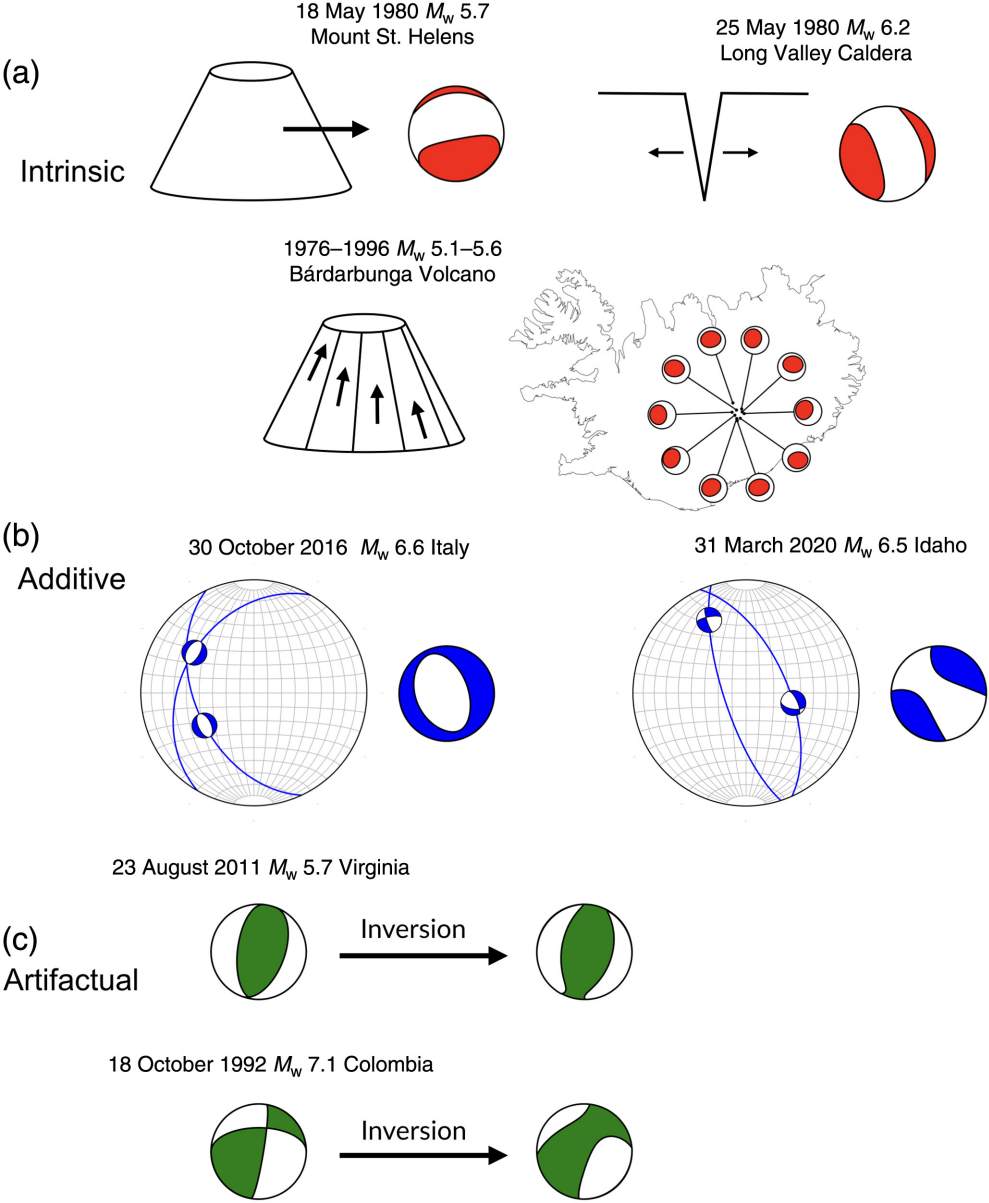 (a)
Intrinsic
18 May 1980 Mw 5.7
Mount St. Helens
25 May 1980 Mw 6.2
Long Valley Caldera
1976–1996 Mw 5.1–5.6
Bárdarbunga Volcano
(b)
Additive
30 October 2016 Mw 6.6 Italy
31 March 2020 Mw 6.5 Idaho
(c)
Artifactual
23 August 2011 Mw 5.7 Virginia
Inversion
18 October 1992 Mw 7.1 Colombia
Inversion